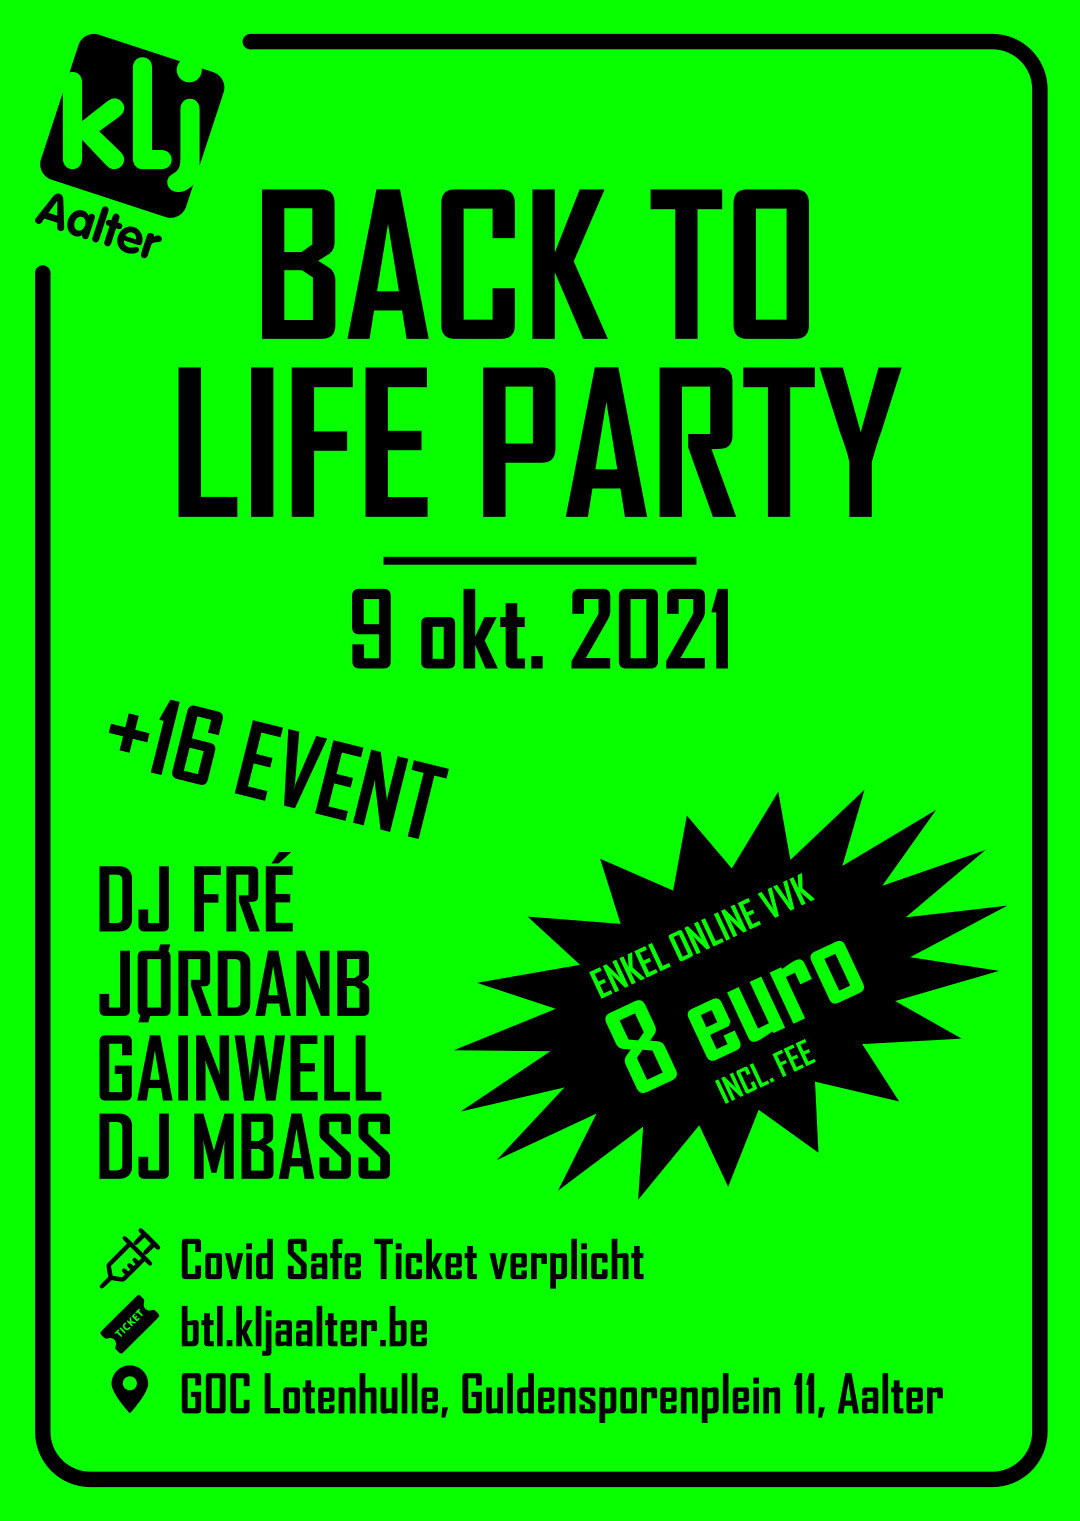 klj
Aalter
BACK TO
LIFE PARTY
9 okt. 2021
+16 EVENT
DJ FRÉ
JØRDANB
GAINWELL
DJ MBASS
ENKEL ONLINE VVK
8 euro
INCL. FEE
Covid Safe Ticket verplicht
TICKET
btl.kljaalter.be
GOC Lotenhulle, Guldensporenplein 11, Aalter